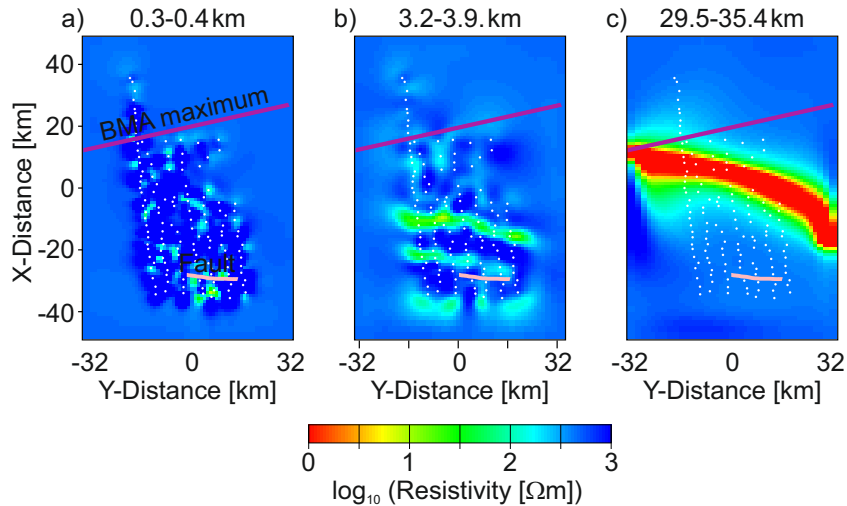 a) 0.3-0.4 km
b) 3.2-3.9. km
c) 29.5-35.4 km
X-Distance [km]
40
20
0
-20
-40
BMA maximum
Fault
-32 0 32
-32 0 32
-32 0 32
Y-Distance [km]
Y-Distance [km]
Y-Distance [km]
0 1 2 3
log₁₀ (Resistivity [Ωm])